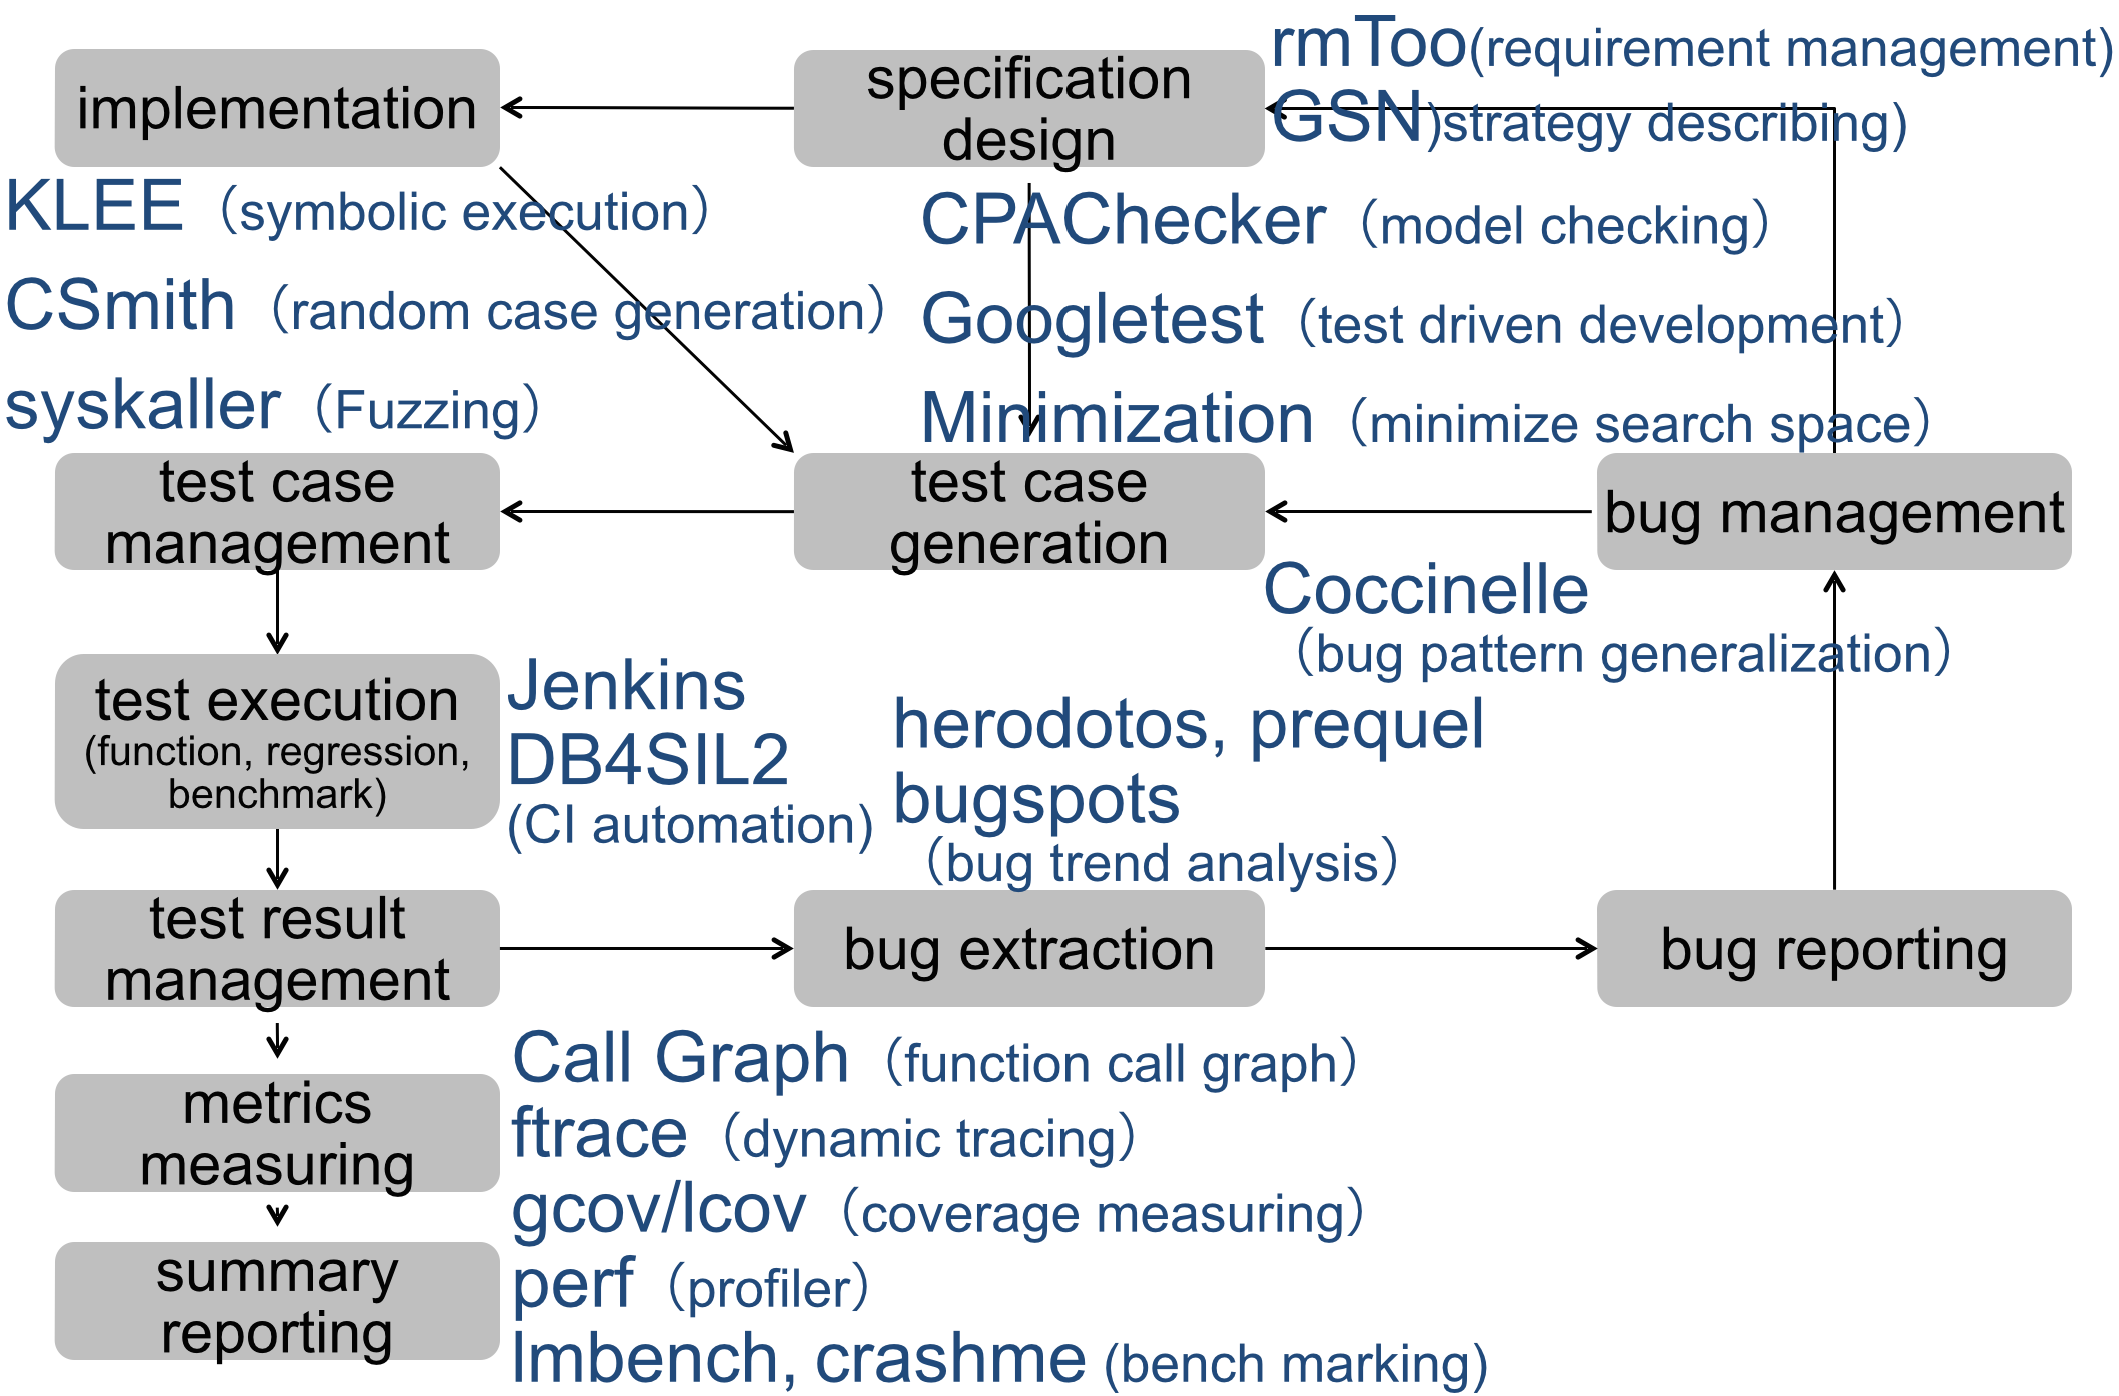 rmToo(requirement management)
implementation
specification
design
GSN)strategy describing)
KLEE（symbolic execution）
CPAChecker（model checking）
CSmith（random case generation）
Googletest（test driven development）
syskaller（Fuzzing）
Minimization（minimize search space）
test case
management
test case
generation
bug management
Coccinelle
（bug pattern generalization）
test execution
(function, regression,
benchmark)
Jenkins
DB4SIL2
(CI automation)
herodotos, prequel
bugspots
（bug trend analysis）
test result
management
bug extraction
bug reporting
Call Graph（function call graph）
metrics
measuring
ftrace（dynamic tracing）
gcov/lcov（coverage measuring）
summary
reporting
perf（profiler）
lmbench, crashme (bench marking)